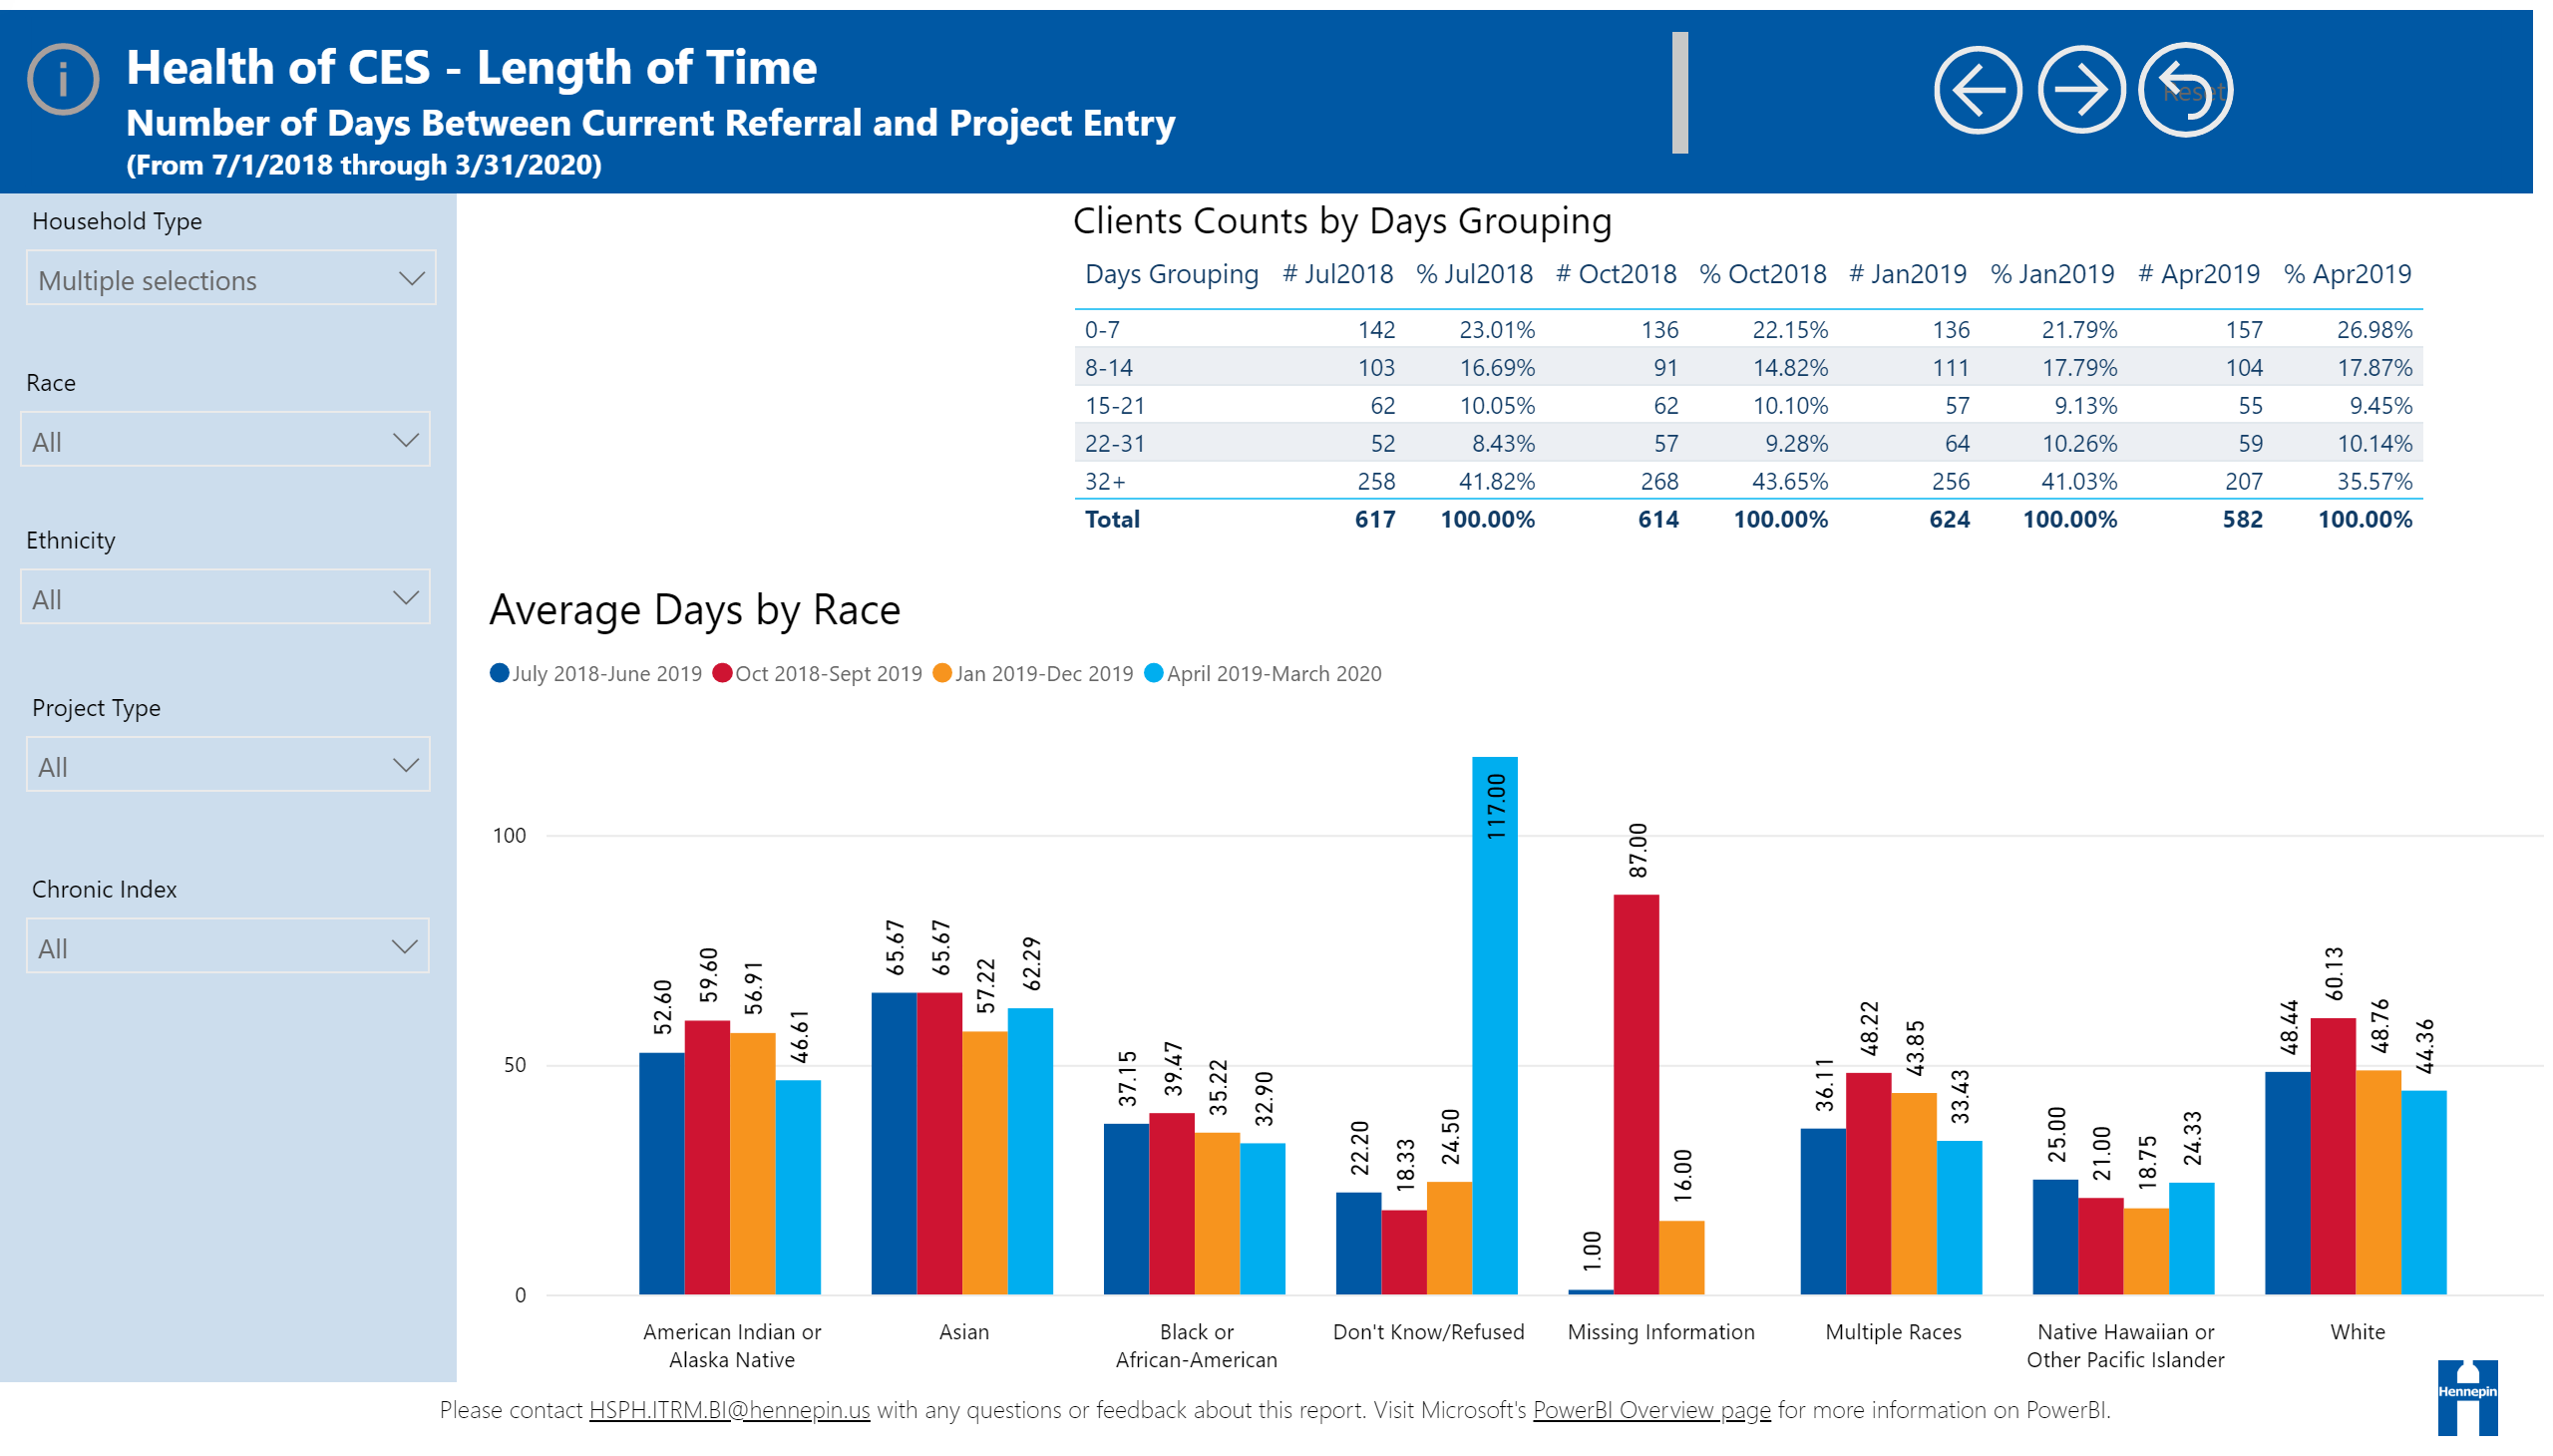 Health of CES - Length of Time
Number of Days Between Current Referral and Project Entry
(From 7/1/2018 through 3/31/2020)
Reset
Household Type
Multiple selections
Race
All
Ethnicity
All
Project Type
All
Chronic Index
All
Clients Counts by Days Grouping
Days Grouping # Jul2018 % Jul2018 # Oct2018 % Oct2018 # Jan2019 % Jan2019 # Apr2019 % Apr2019
0-7 142 23.01% 136 22.15% 136 21.79% 157 26.98%
8-14 103 16.69% 91 14.82% 111 17.79% 104 17.87%
15-21 62 10.05% 62 10.10% 57 9.13% 55 9.45%
22-31 52 8.43% 57 9.28% 64 10.26% 59 10.14%
32+ 258 41.82% 268 43.65% 256 41.03% 207 35.57%
Total 617 100.00% 614 100.00% 624 100.00% 582 100.00%
Average Days by Race
July 2018-June 2019 Oct 2018-Sept 2019 Jan 2019-Dec 2019 April 2019-March 2020
100
50
0
52.60 59.60 56.91 46.61
65.67 65.67 57.22 62.29
37.15 39.47 35.22 32.90
22.20 18.33 24.50 117.00
1.00 87.00 16.00
36.11 48.22 43.85 33.43
25.00 21.00 18.75 24.33
48.44 60.13 48.76 44.36
American Indian or
Alaska Native
Asian
Black or
African-American
Don't Know/Refused
Missing Information
Multiple Races
Native Hawaiian or
Other Pacific Islander
White
Please contact HSPH.ITRM.BI@hennepin.us with any questions or feedback about this report. Visit Microsoft's PowerBI Overview page for more information on PowerBI.
Hennepin